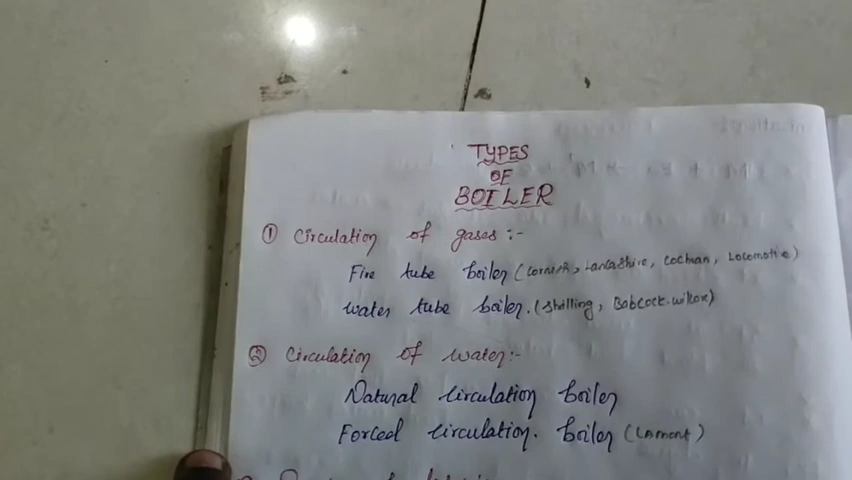 TYPES
OF
BOILER
① Circulation of gases :-
Fire tube boiler (Cornish, Lancashire, Cochran, Locomotive)
water tube boiler. (Shilling, Babcock-wilcox)
② Circulation of water:-
Natural Circulation boiler
Forced circulation. boiler (Lamont)